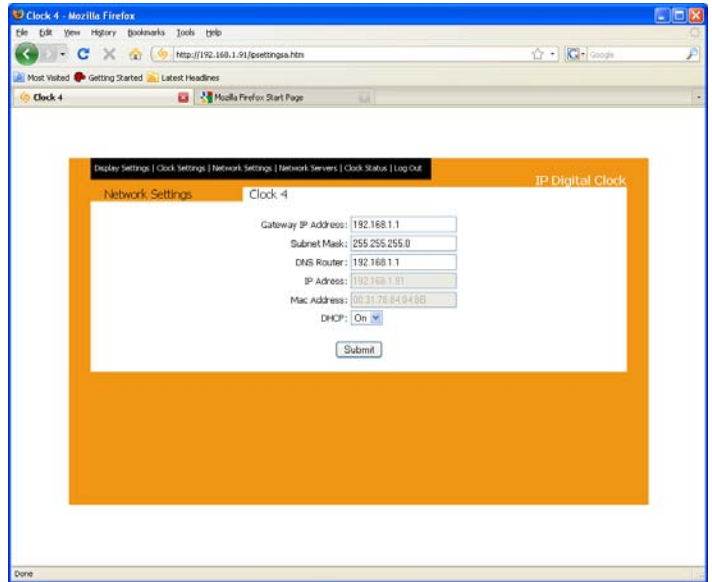 Clock 4 - Mozilla Firefox
File Edit View History Bookmarks Tools Help
http://192.168.1.91/ipsettingsa.htm
Google
Most Visited Getting Started Latest Headlines
Clock 4 Mozilla Firefox Start Page
Display Settings | Clock Settings | Network Settings | Network Servers | Clock Status | Log Out
IP Digital Clock
Network Settings Clock 4
Gateway IP Address: 192.168.1.1
Subnet Mask: 255.255.255.0
DNS Router: 192.168.1.1
IP Adress: 192.168.1.91
Mac Address:
DHCP: On
Submit
Done